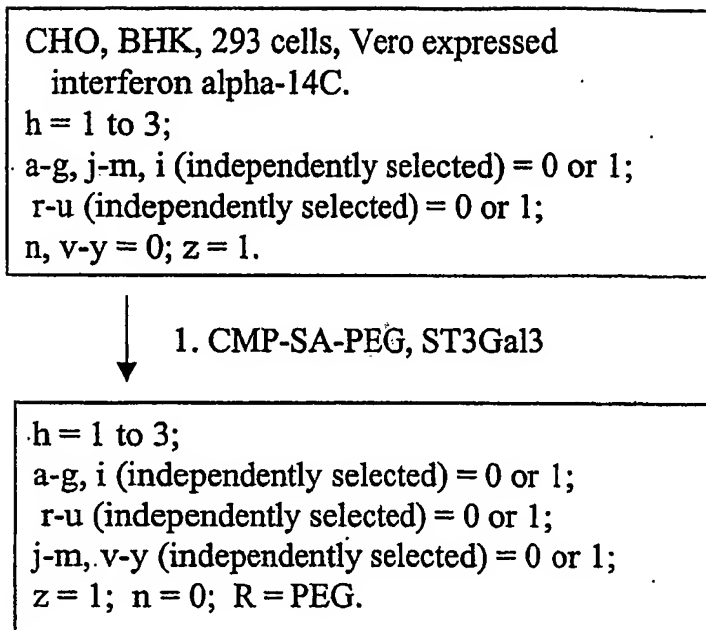 CHO, BHK, 293 cells, Vero expressed
interferon alpha-14C.
h = 1 to 3;
a-g, j-m, i (independently selected) = 0 or 1;
r-u (independently selected) = 0 or 1;
n, v-y = 0; z = 1.
1. CMP-SA-PEG, ST3Gal3
h = 1 to 3;
a-g, i (independently selected) = 0 or 1;
r-u (independently selected) = 0 or 1;
j-m, v-y (independently selected) = 0 or 1;
z = 1; n = 0; R = PEG.